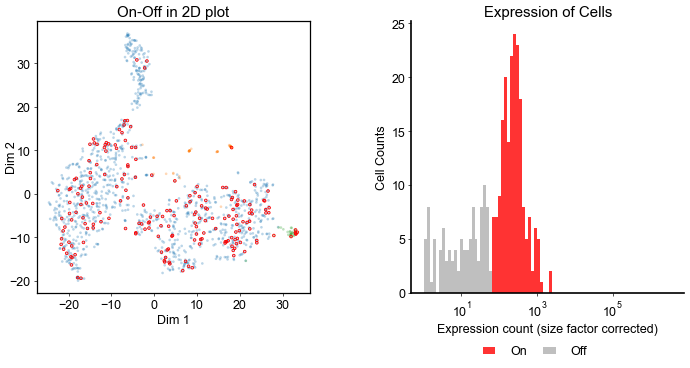 On-Off in 2D plot
30
20
10
0
−10
−20
Dim 2
−20 −10 0 10 20 30
Dim 1
Expression of Cells
25
20
15
10
5
0
Cell Counts
10^1 10^3 10^5
Expression count (size factor corrected)
On Off